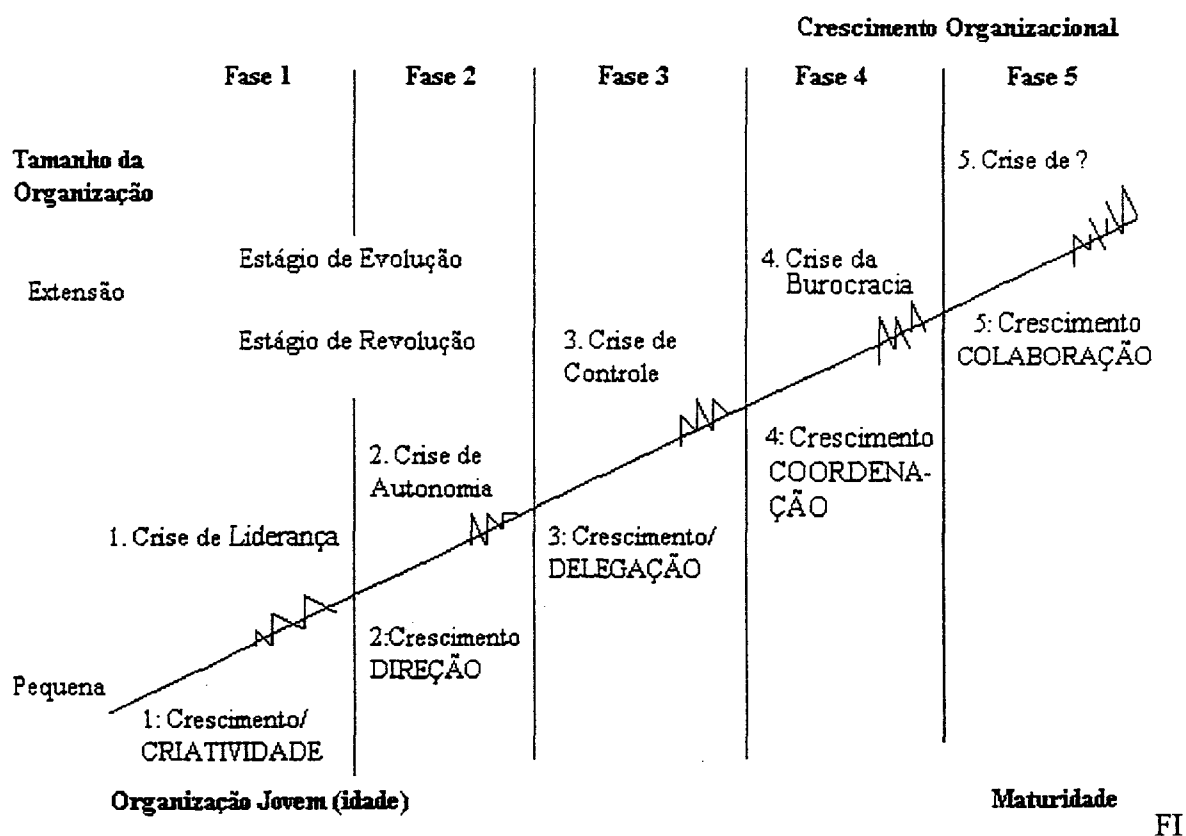 Crescimento Organizacional
Fase 1
Fase 2
Fase 3
Fase 4
Fase 5
Tamanho da
Organização
5. Crise de ?
Estágio de Evolução
4. Crise da
Burocracia
Extensão
Estágio de Revolução
3. Crise de
Controle
5: Crescimento
COLABORAÇÃO
2. Crise de
Autonomia
4: Crescimento
COORDENA-
ÇÃO
1. Crise de Liderança
3: Crescimento/
DELEGAÇÃO
2:Crescimento
DIREÇÃO
Pequena
1: Crescimento/
CRIATIVIDADE
Organização Jovem (idade)
Maturidade
FI